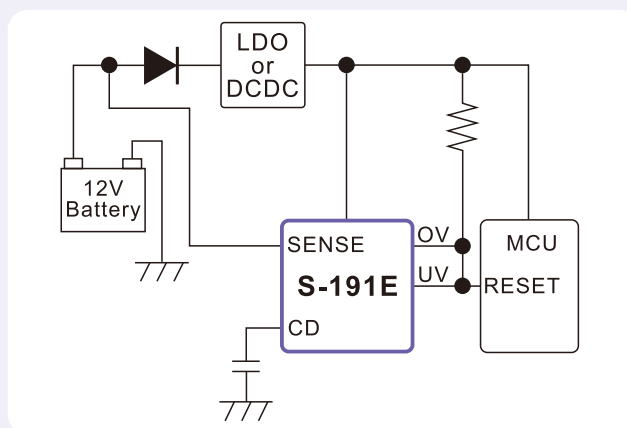 LDO
or
DCDC
12V
Battery
SENSE
OV
MCU
S-191E
UV
RESET
CD